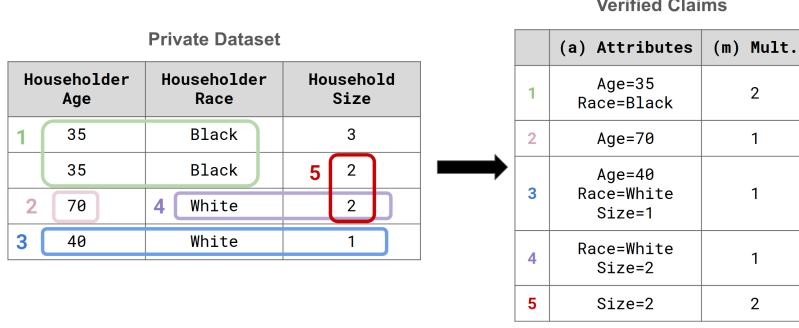 Private Dataset
Householder Householder Household
Age Race Size
1 35 Black 3
35 Black 5 2
2 70 4 White 2
3 40 White 1
Verified Claims
(a) Attributes (m) Mult.
1 Age=35 2
Race=Black
2 Age=70 1
Age=40
3 Race=White 1
Size=1
4 Race=White 1
Size=2
5 Size=2 2